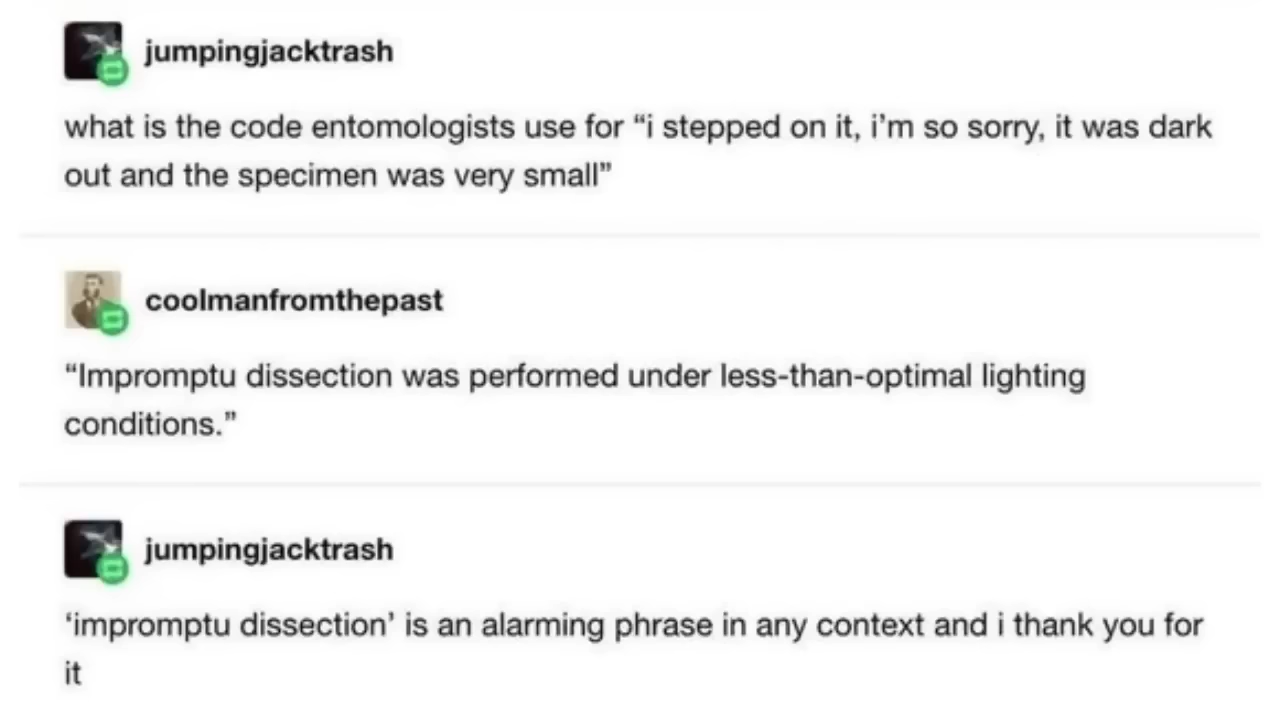 jumpingjacktrash
what is the code entomologists use for “i stepped on it, i’m so sorry, it was dark
out and the specimen was very small”
coolmanfromthepast
“Impromptu dissection was performed under less-than-optimal lighting
conditions.”
jumpingjacktrash
‘impromptu dissection’ is an alarming phrase in any context and i thank you for
it